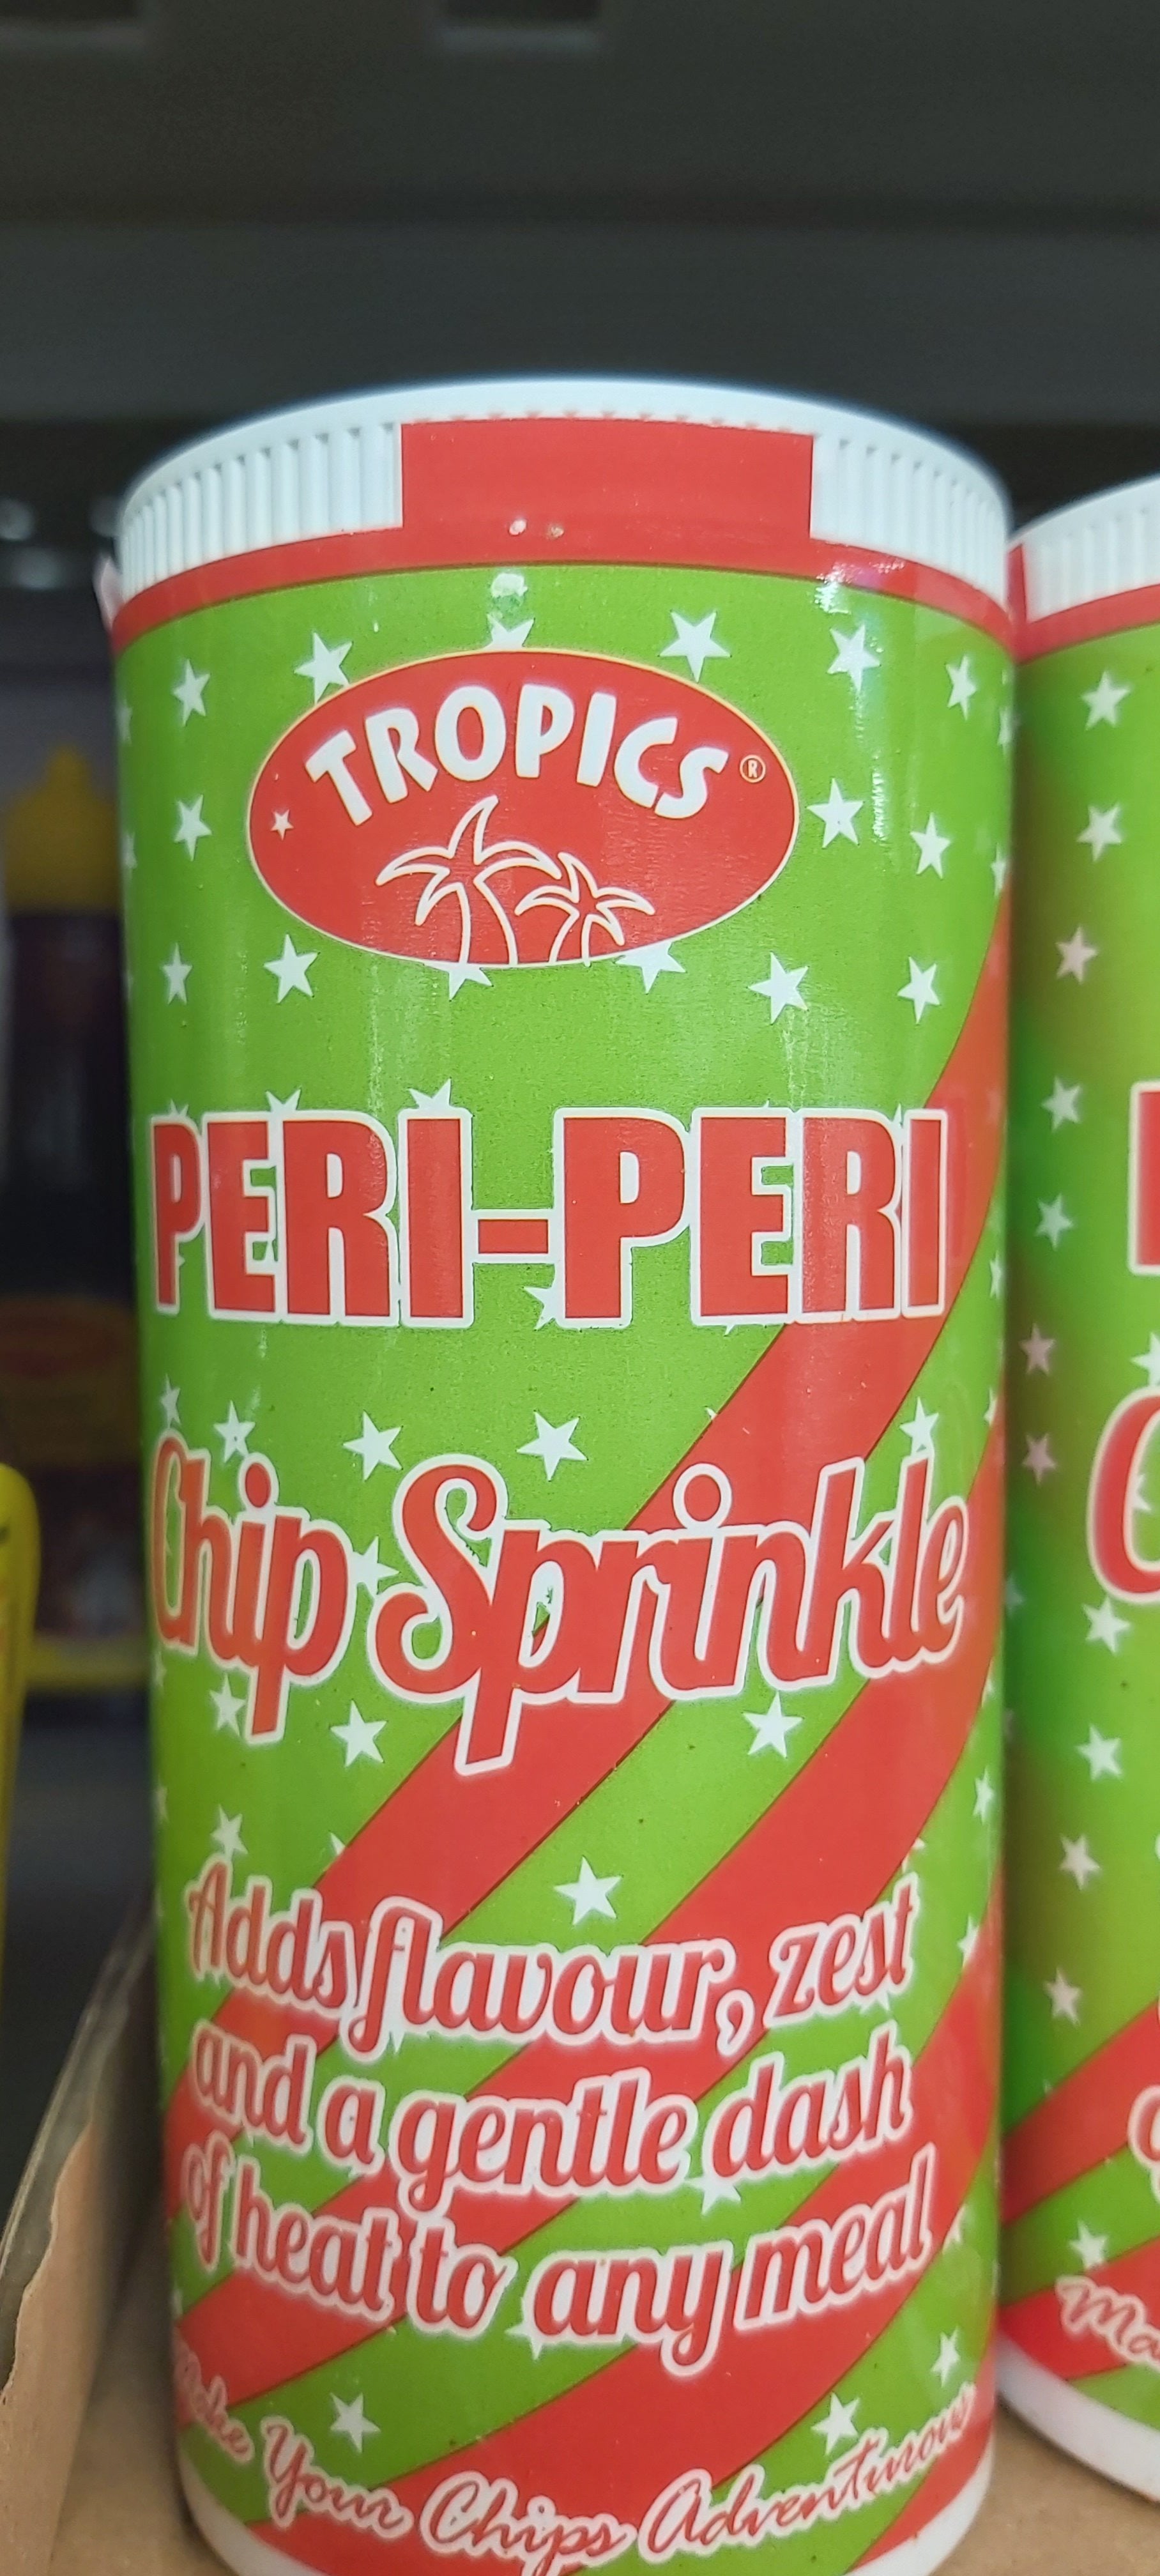 TROPICS®
PERI-PERI
Chip Sprinkle
Adds flavour, zest
and a gentle dash
of heat to any meal
Make Your Chips Adventurous